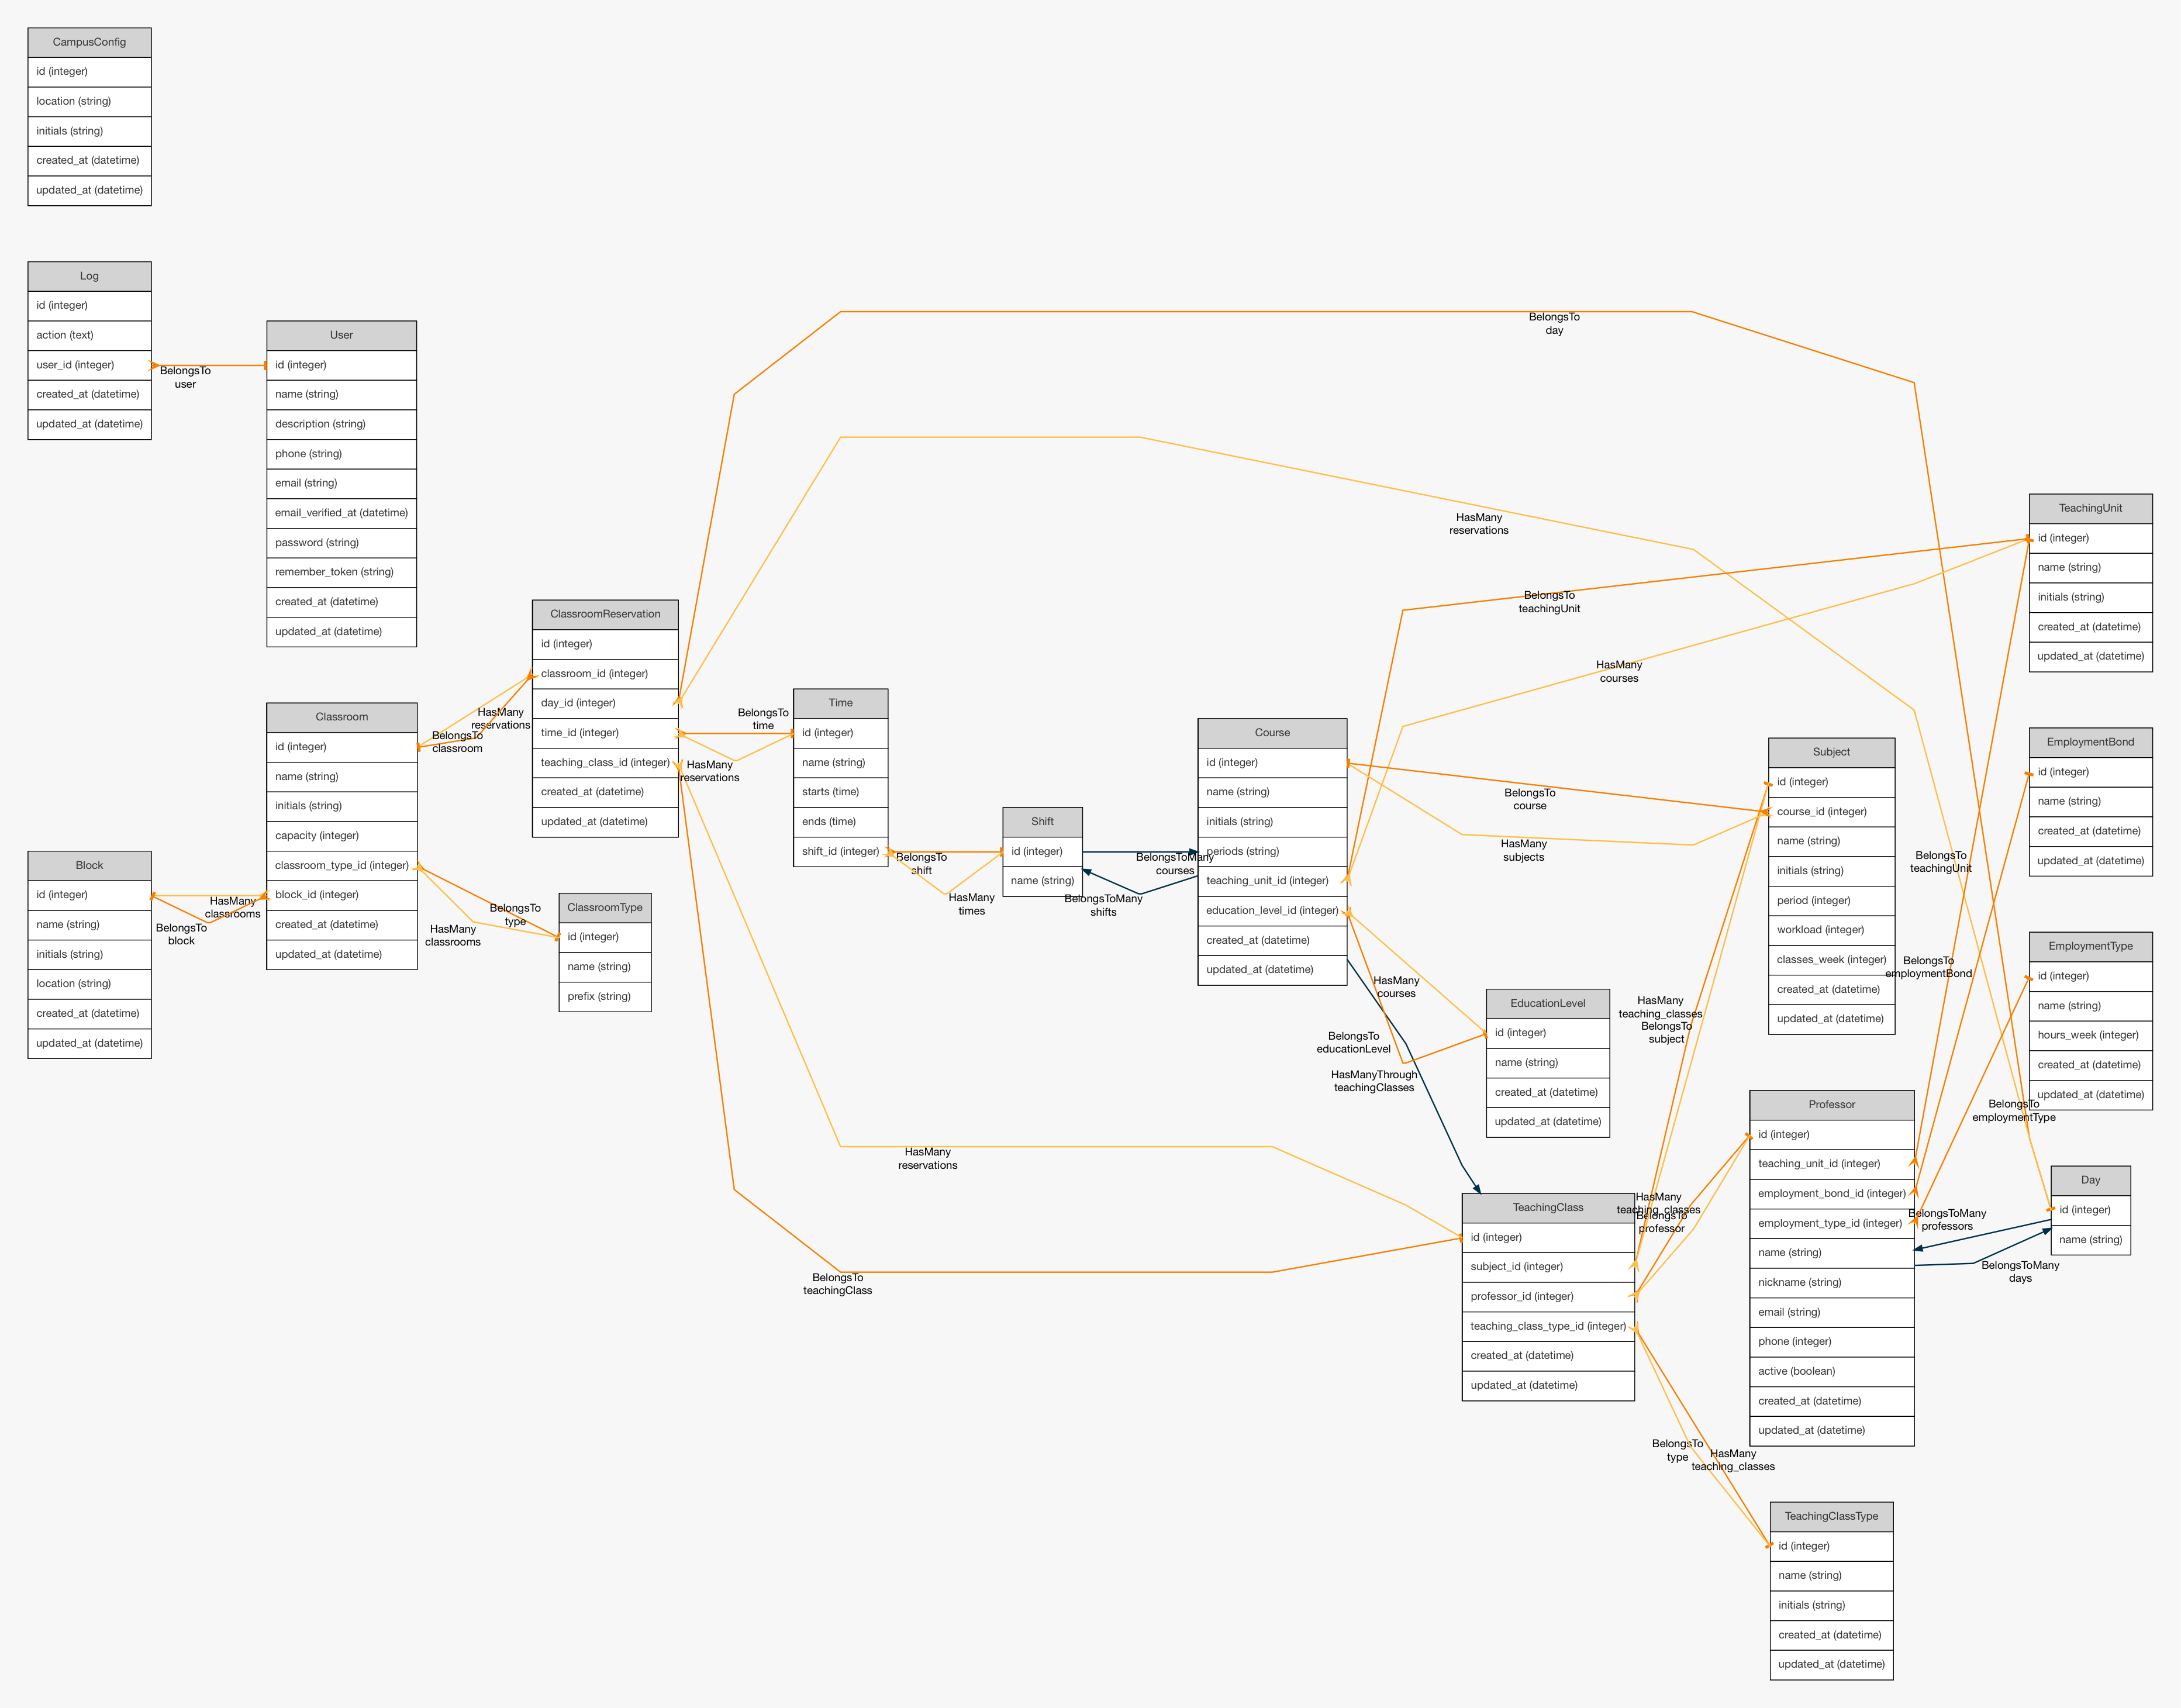 CampusConfig
id (integer)
location (string)
initials (string)
created_at (datetime)
updated_at (datetime)
Log
id (integer)
action (text)
user_id (integer)
created_at (datetime)
updated_at (datetime)
BelongsTo
user
User
id (integer)
name (string)
description (string)
phone (string)
email (string)
email_verified_at (datetime)
password (string)
remember_token (string)
created_at (datetime)
updated_at (datetime)
Block
id (integer)
name (string)
initials (string)
location (string)
created_at (datetime)
updated_at (datetime)
HasMany
classrooms
BelongsTo
block
Classroom
id (integer)
name (string)
initials (string)
capacity (integer)
classroom_type_id (integer)
block_id (integer)
created_at (datetime)
updated_at (datetime)
HasMany
reservations
BelongsTo
classroom
BelongsTo
type
HasMany
classrooms
ClassroomReservation
id (integer)
classroom_id (integer)
day_id (integer)
time_id (integer)
teaching_class_id (integer)
created_at (datetime)
updated_at (datetime)
ClassroomType
id (integer)
name (string)
prefix (string)
BelongsTo
day
HasMany
reservations
BelongsTo
time
HasMany
reservations
HasMany
reservations
BelongsTo
teachingClass
Time
id (integer)
name (string)
starts (time)
ends (time)
shift_id (integer)
BelongsTo
shift
HasMany
times
Shift
id (integer)
name (string)
BelongsToMany
courses
BelongsToMany
shifts
Course
id (integer)
name (string)
initials (string)
periods (string)
teaching_unit_id (integer)
education_level_id (integer)
created_at (datetime)
updated_at (datetime)
BelongsTo
teachingUnit
HasMany
courses
BelongsTo
course
HasMany
subjects
HasMany
courses
BelongsTo
educationLevel
HasManyThrough
teachingClasses
EducationLevel
id (integer)
name (string)
created_at (datetime)
updated_at (datetime)
HasMany
teaching_classes
BelongsTo
subject
TeachingClass
id (integer)
subject_id (integer)
professor_id (integer)
teaching_class_type_id (integer)
created_at (datetime)
updated_at (datetime)
HasMany
teaching_classes
BelongsTo
professor
BelongsTo
type
HasMany
teaching_classes
Subject
id (integer)
course_id (integer)
name (string)
initials (string)
period (integer)
workload (integer)
classes_week (integer)
created_at (datetime)
updated_at (datetime)
Professor
id (integer)
teaching_unit_id (integer)
employment_bond_id (integer)
employment_type_id (integer)
name (string)
nickname (string)
email (string)
phone (integer)
active (boolean)
created_at (datetime)
updated_at (datetime)
TeachingClassType
id (integer)
name (string)
initials (string)
created_at (datetime)
updated_at (datetime)
BelongsTo
teachingUnit
BelongsTo
employmentBond
BelongsTo
employmentType
BelongsToMany
professors
BelongsToMany
days
TeachingUnit
id (integer)
name (string)
initials (string)
created_at (datetime)
updated_at (datetime)
EmploymentBond
id (integer)
name (string)
created_at (datetime)
updated_at (datetime)
EmploymentType
id (integer)
name (string)
hours_week (integer)
created_at (datetime)
updated_at (datetime)
Day
id (integer)
name (string)